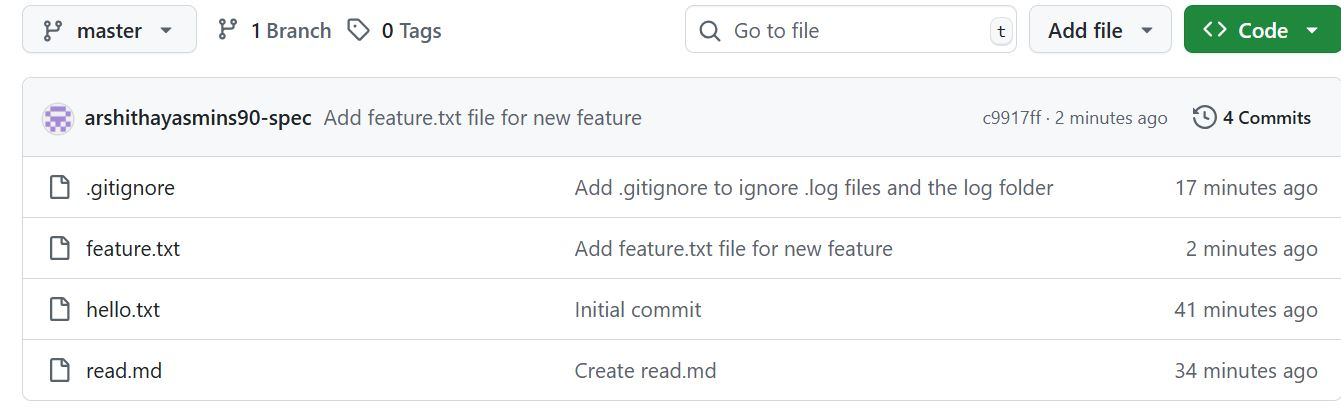 master 1 Branch 0 Tags Go to file t Add file Code
arshithayasmins90-spec Add feature.txt file for new feature c9917ff · 2 minutes ago 4 Commits
.gitignore Add .gitignore to ignore .log files and the log folder 17 minutes ago
feature.txt Add feature.txt file for new feature 2 minutes ago
hello.txt Initial commit 41 minutes ago
read.md Create read.md 34 minutes ago